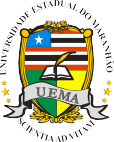 UNIVERSIDADE ESTADUAL DO MARANHÃO
UEMA
SCIENTIA AD VITAM